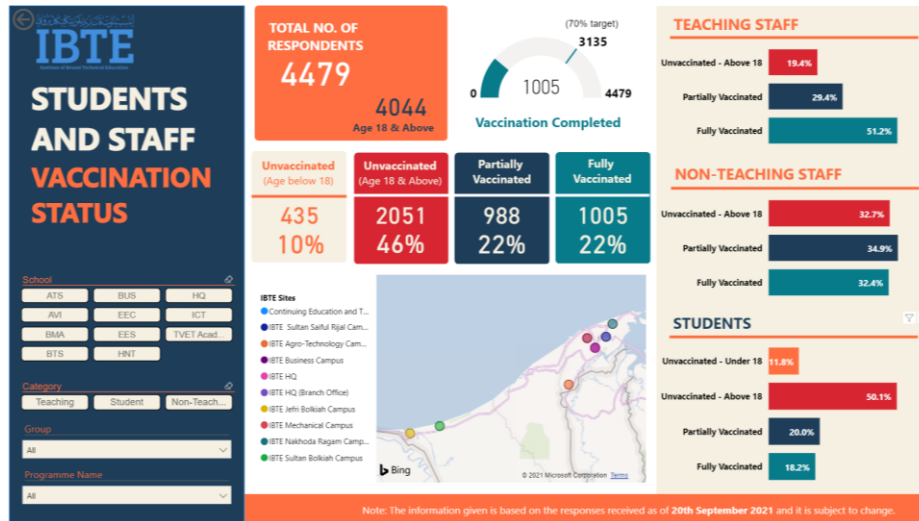 IBTE
Institute of Brunei Technical Education
STUDENTS
AND STAFF
VACCINATION
STATUS
School
ATS
BUS
HQ
AVI
EEC
ICT
BMA
EES
TVET Acad...
BTS
HNT
Category
Teaching
Student
Non-Teach...
Group
All
Programme Name
All
TOTAL NO. OF
RESPONDENTS
4479
4044
Age 18 & Above
(70% target)
3135
0
1005
4479
Vaccination Completed
Unvaccinated
(Age below 18)
435
10%
Unvaccinated
(Age 18 & Above)
2051
46%
Partially
Vaccinated
988
22%
Fully
Vaccinated
1005
22%
IBTE Sites
Continuing Education and T...
IBTE Sultan Saiful Rijal Cam...
IBTE Agro-Technology Cam...
IBTE Business Campus
IBTE HQ
IBTE HQ (Branch Office)
IBTE Jefri Bolkiah Campus
IBTE Mechanical Campus
IBTE Nakhoda Ragam Camp...
IBTE Sultan Bolkiah Campus
Bing
© 2021 Microsoft Corporation Terms
TEACHING STAFF
Unvaccinated - Above 18 19.4%
Partially Vaccinated 29.4%
Fully Vaccinated 51.2%
NON-TEACHING STAFF
Unvaccinated - Above 18 32.7%
Partially Vaccinated 34.9%
Fully Vaccinated 32.4%
STUDENTS
Unvaccinated - Under 18 11.8%
Unvaccinated - Above 18 50.1%
Partially Vaccinated 20.0%
Fully Vaccinated 18.2%
Note: The information given is based on the responses received as of 20th September 2021 and it is subject to change.